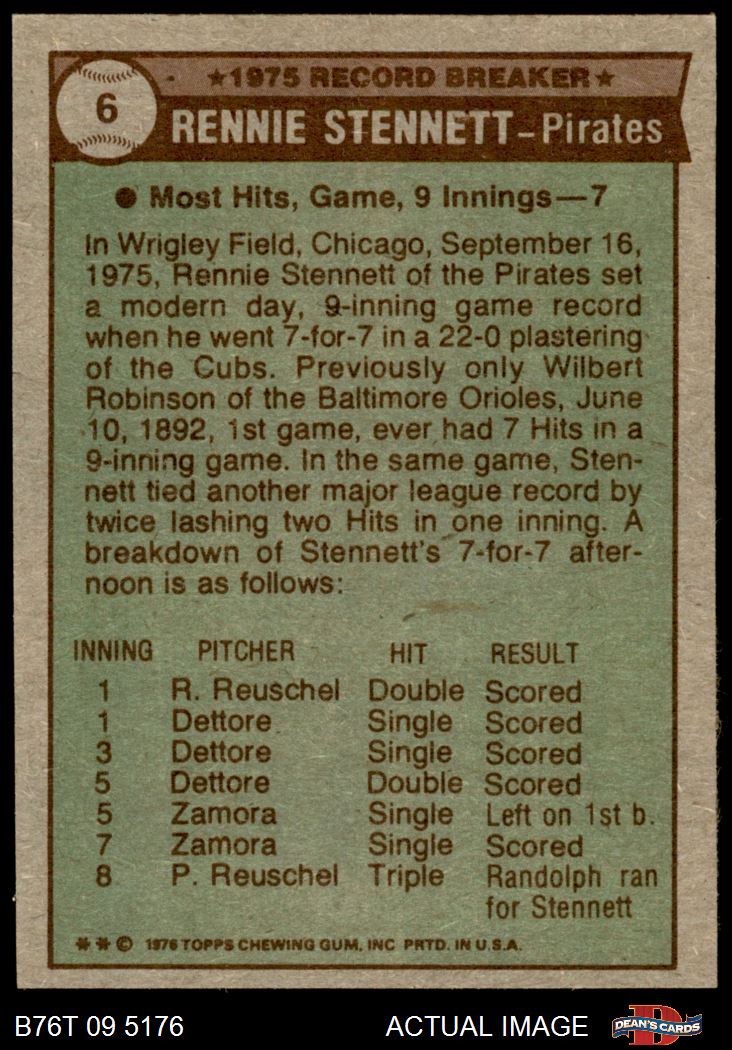 ★1975 RECORD BREAKER★
6
RENNIE STENNETT–Pirates
● Most Hits, Game, 9 Innings—7
In Wrigley Field, Chicago, September 16,
1975, Rennie Stennett of the Pirates set
a modern day, 9-inning game record
when he went 7-for-7 in a 22-0 plastering
of the Cubs. Previously only Wilbert
Robinson of the Baltimore Orioles, June
10, 1892, 1st game, ever had 7 Hits in a
9-inning game. In the same game, Sten-
nett tied another major league record by
twice lashing two Hits in one inning. A
breakdown of Stennett's 7-for-7 after-
noon is as follows:
INNING PITCHER HIT RESULT
1 R. Reuschel Double Scored
1 Dettore Single Scored
3 Dettore Single Scored
5 Dettore Double Scored
5 Zamora Single Left on 1st b.
7 Zamora Single Scored
8 P. Reuschel Triple Randolph ran
for Stennett
✱ ✱ © 1976 TOPPS CHEWING GUM, INC PRTD. IN U.S.A.
B76T 09 5176 ACTUAL IMAGE D DEAN'S CARDS